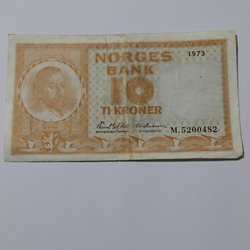 NORGES
1973
BANK
10
TI KRONER
M.5200482